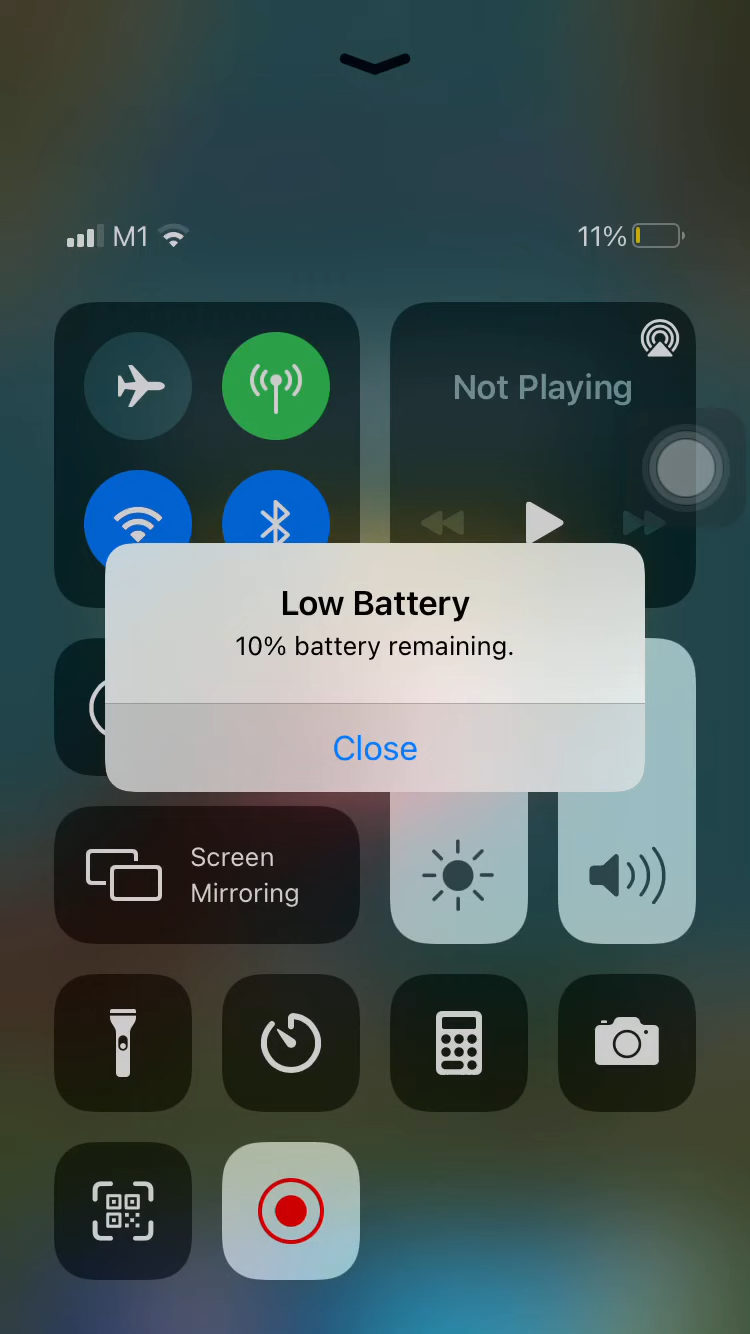 M1
11%
Not Playing
Low Battery
10% battery remaining.
Close
Screen
Mirroring